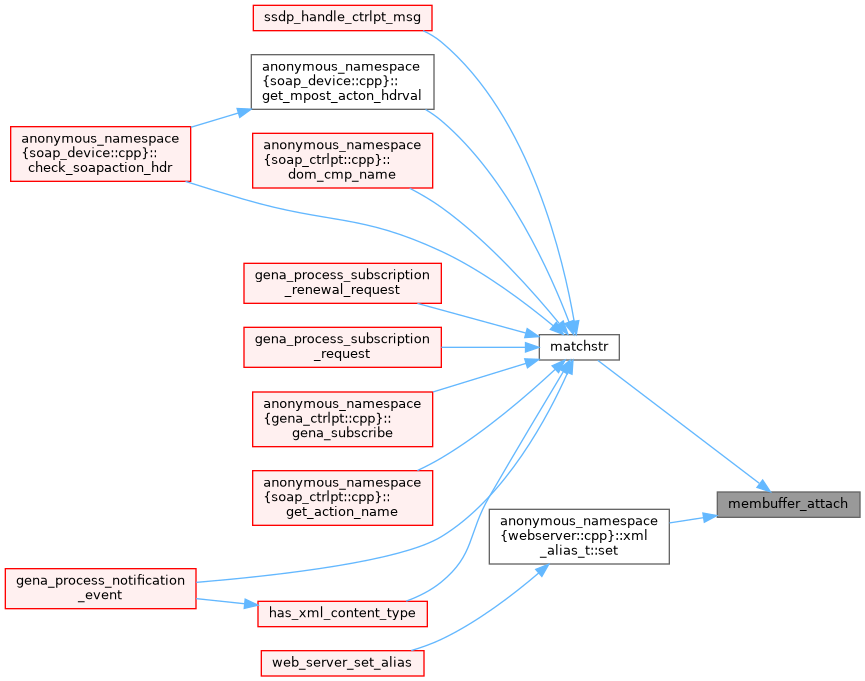 ssdp_handle_ctrlpt_msg
anonymous_namespace
{soap_device::cpp}::
get_mpost_acton_hdrval
anonymous_namespace
{soap_device::cpp}::
check_soapaction_hdr
anonymous_namespace
{soap_ctrlpt::cpp}::
dom_cmp_name
gena_process_subscription
_renewal_request
gena_process_subscription
_request
matchstr
anonymous_namespace
{gena_ctrlpt::cpp}::
gena_subscribe
anonymous_namespace
{soap_ctrlpt::cpp}::
get_action_name
membuffer_attach
anonymous_namespace
{webserver::cpp}::xml
_alias_t::set
gena_process_notification
_event
has_xml_content_type
web_server_set_alias